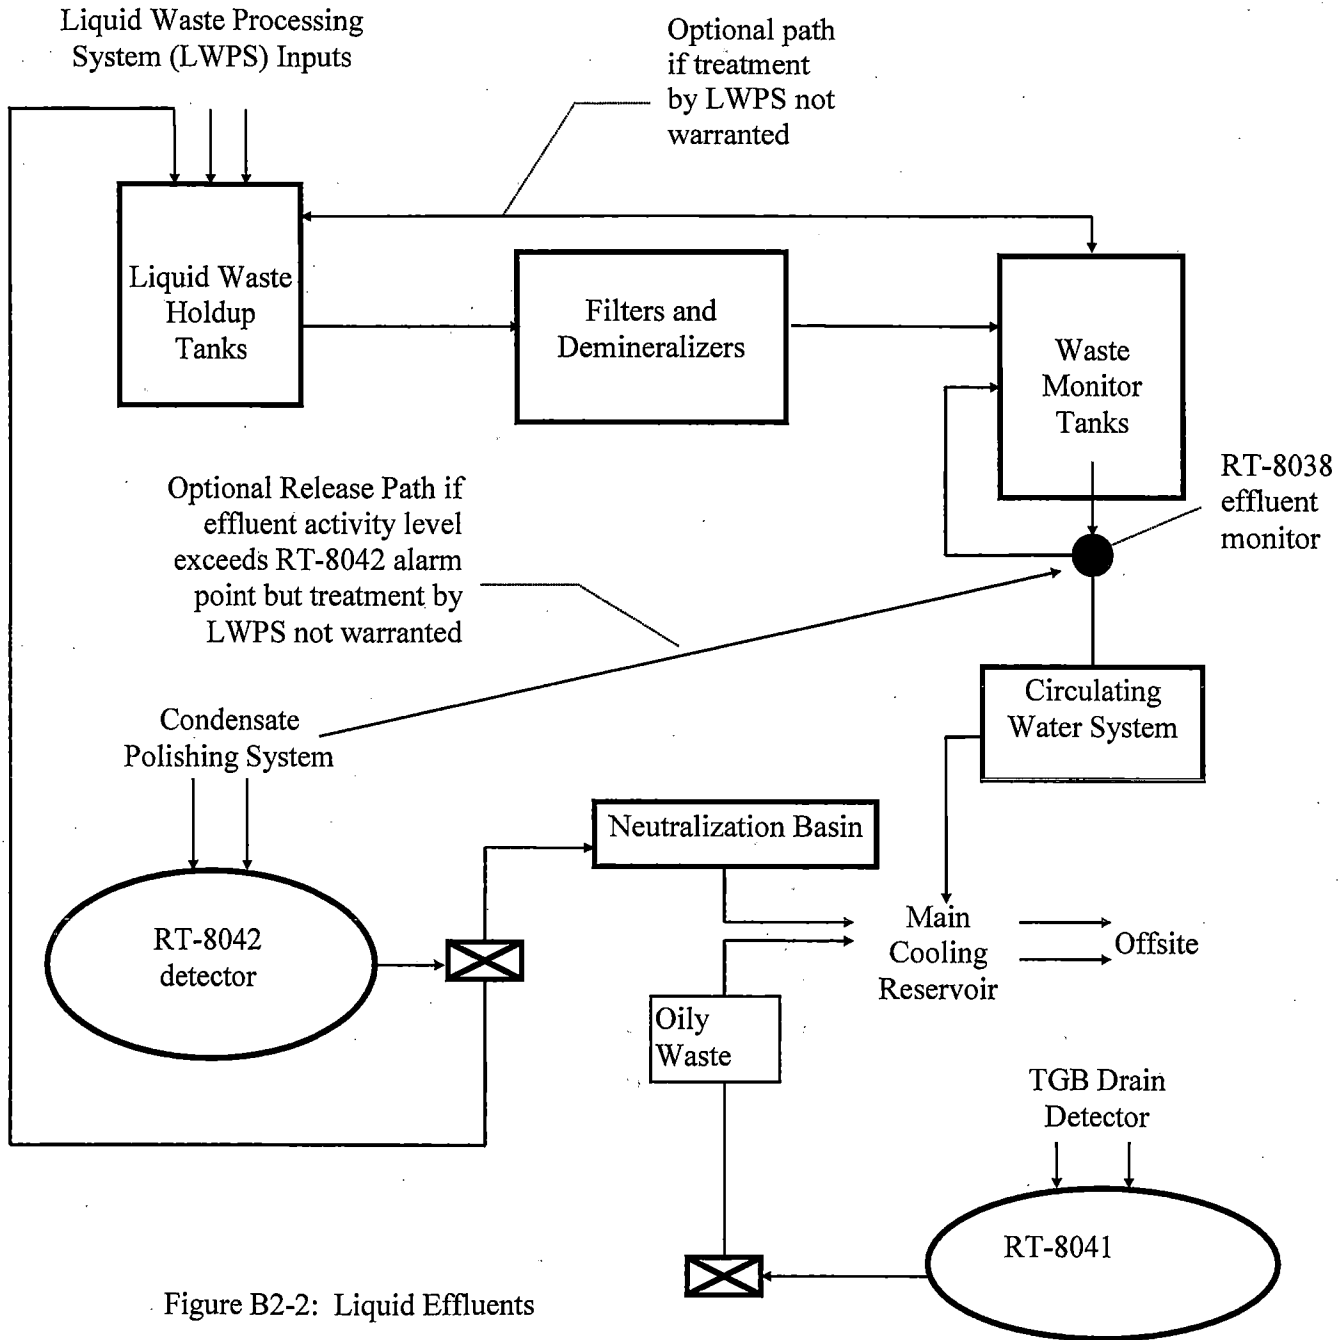 Liquid Waste Processing
System (LWPS) Inputs
Optional path
if treatment
by LWPS not
warranted
Liquid Waste
Holdup
Tanks
Filters and
Demineralizers
Waste
Monitor
Tanks
RT-8038
effluent
monitor
Optional Release Path if
effluent activity level
exceeds RT-8042 alarm
point but treatment by
LWPS not warranted
Circulating
Water System
Condensate
Polishing System
Neutralization Basin
RT-8042
detector
Main
Cooling
Reservoir
Offsite
Oily
Waste
TGB Drain
Detector
RT-8041
Figure B2-2: Liquid Effluents